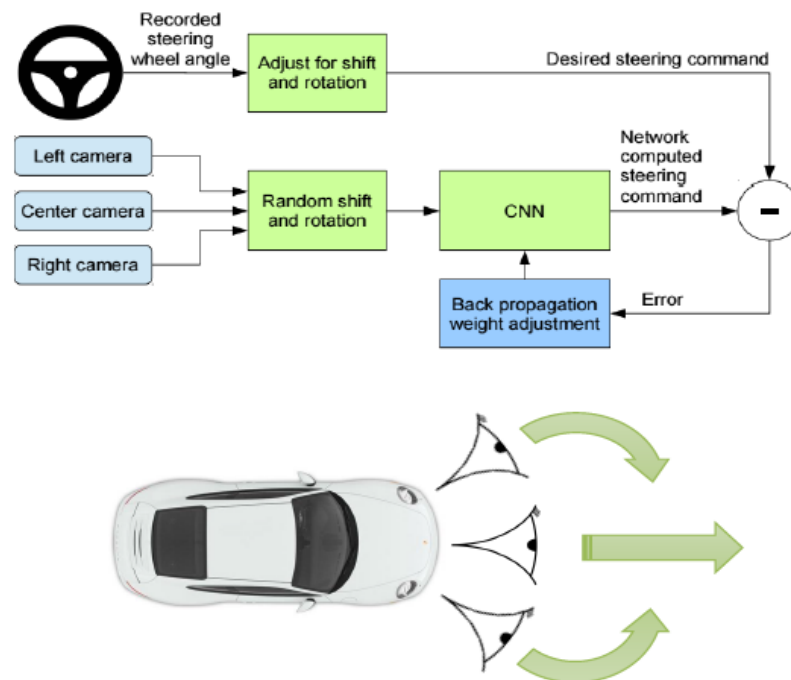 Recorded
steering
wheel angle
Adjust for shift
and rotation
Desired steering command
Left camera
Center camera
Right camera
Random shift
and rotation
CNN
Network
computed
steering
command
-
Back propagation
weight adjustment
Error